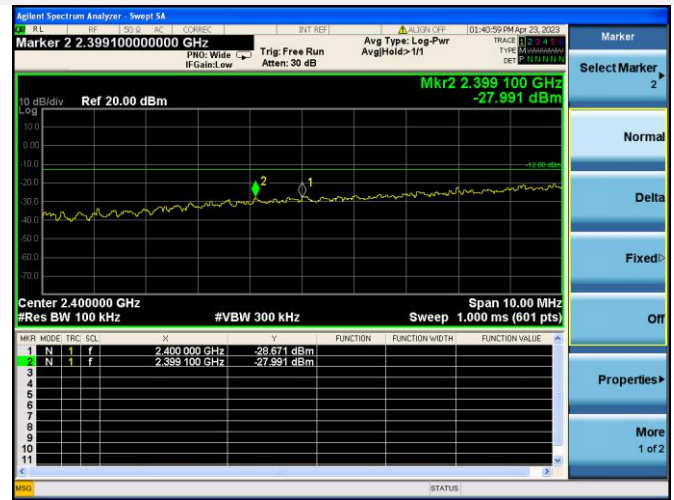 Agilent Spectrum Analyzer - Swept SA
RL RF 50 Ω AC CORREC INT REF ALIGN OFF 01:40:59 PM Apr 23, 2023
Marker 2 2.399100000000 GHz
PNO: Wide
IFGain:Low
Trig: Free Run
Atten: 30 dB
Avg Type: Log-Pwr
Avg|Hold>1/1
TRACE 1 2 3 4 5 6
TYPE
DET P N N N N N
Mkr2 2.399 100 GHz
-27.991 dBm
10 dB/div Ref 20.00 dBm
Log
10.0
0.00
-10.0
-20.0
-30.0
-40.0
-50.0
-60.0
-70.0
2
1
Center 2.400000 GHz
Span 10.00 MHz
#Res BW 100 kHz #VBW 300 kHz Sweep 1.000 ms (601 pts)
MKR MODE TRC SCL X Y FUNCTION FUNCTION WIDTH FUNCTION VALUE
1 N 1 f 2.400 000 GHz -28.671 dBm
2 N 1 f 2.399 100 GHz -27.991 dBm
3
4
5
6
7
8
9
10
11
MSG STATUS
Marker
Select Marker
2
Normal
Delta
Fixed
Off
Properties
More
1 of 2